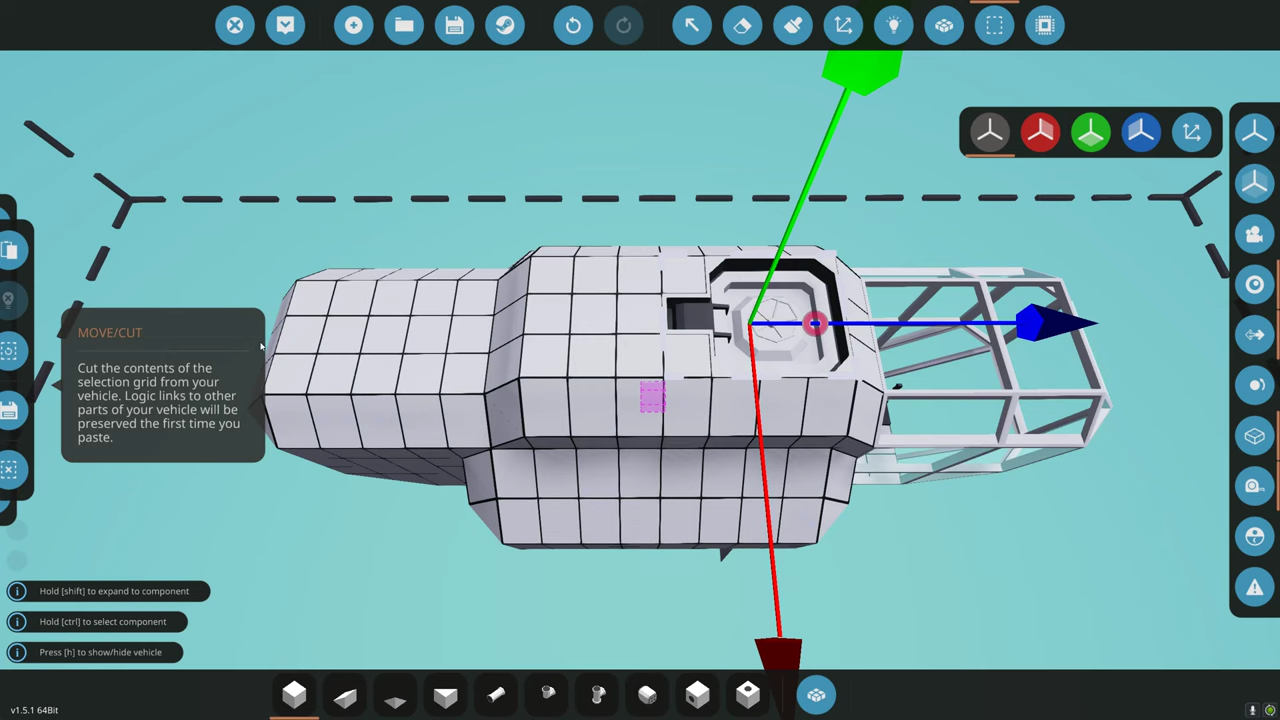 MOVE/CUT
Cut the contents of the
selection grid from your
vehicle. Logic links to other
parts of your vehicle will be
preserved the first time you
paste.
Hold [shift] to expand to component
Hold [ctrl] to select component
Press [h] to show/hide vehicle
v1.5.1 64Bit